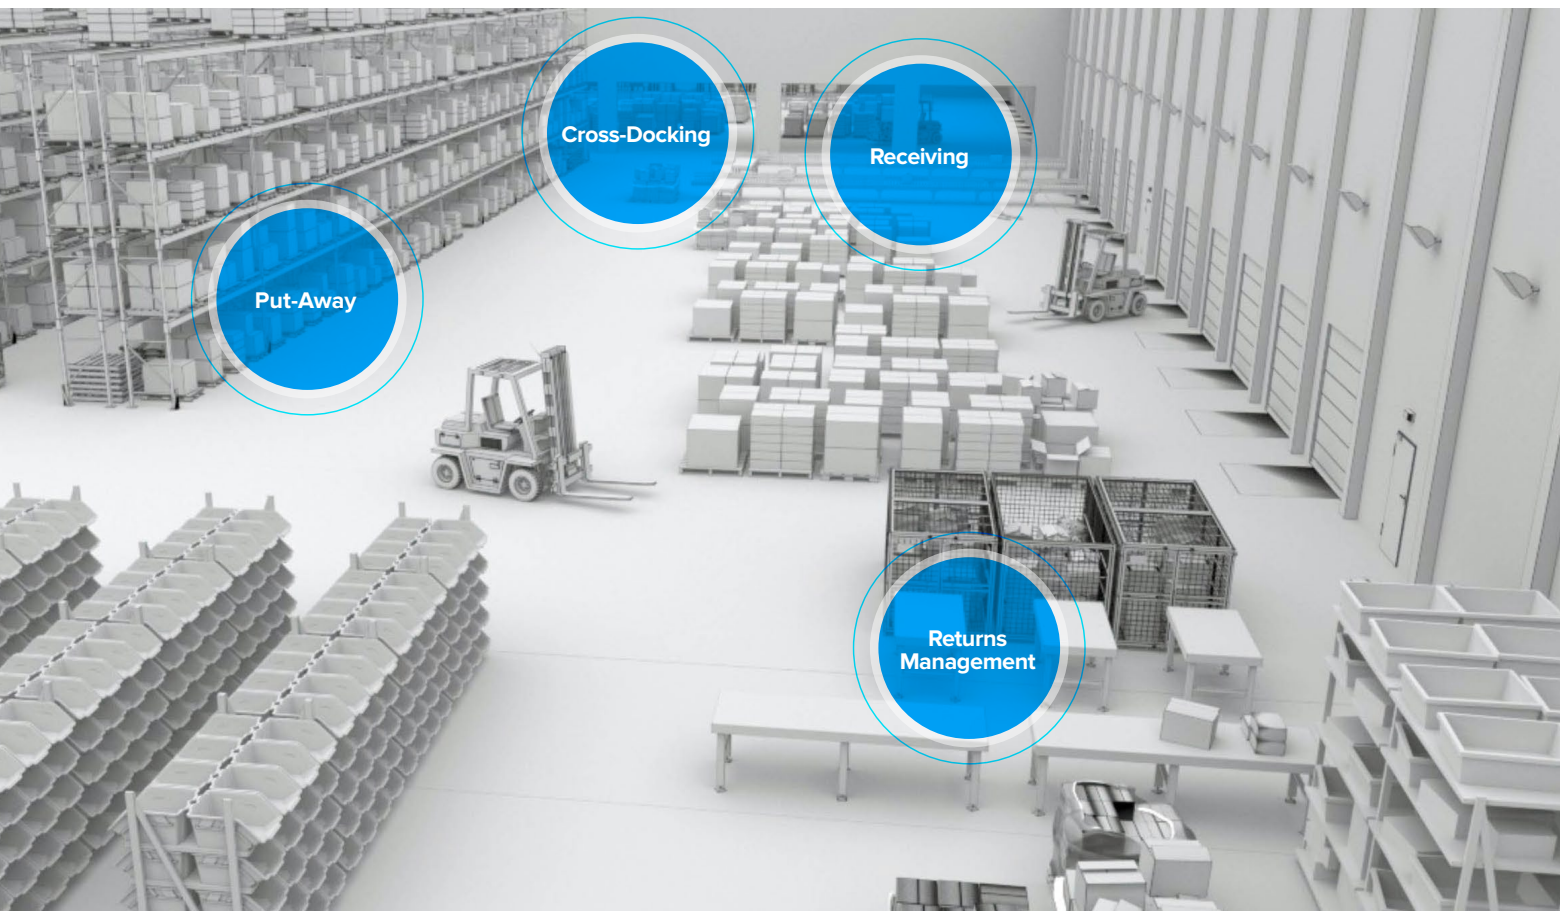 Cross-Docking
Receiving
Put-Away
Returns
Management